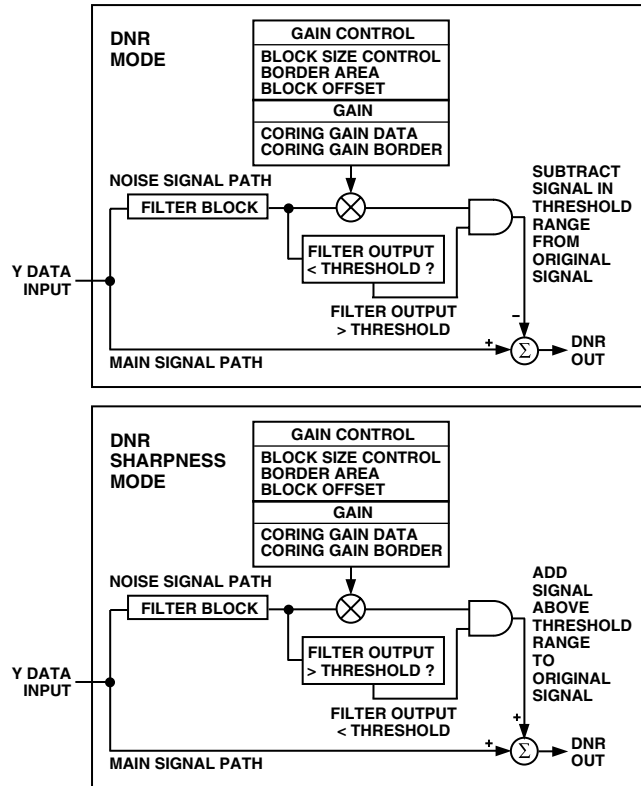 DNR
MODE
GAIN CONTROL
BLOCK SIZE CONTROL
BORDER AREA
BLOCK OFFSET
GAIN
CORING GAIN DATA
CORING GAIN BORDER
NOISE SIGNAL PATH
FILTER BLOCK
SUBTRACT
SIGNAL IN
THRESHOLD
RANGE
FROM
ORIGINAL
SIGNAL
Y DATA
INPUT
FILTER OUTPUT
< THRESHOLD ?
FILTER OUTPUT
> THRESHOLD
–
+
Σ
DNR
OUT
MAIN SIGNAL PATH
DNR
SHARPNESS
MODE
GAIN CONTROL
BLOCK SIZE CONTROL
BORDER AREA
BLOCK OFFSET
GAIN
CORING GAIN DATA
CORING GAIN BORDER
NOISE SIGNAL PATH
FILTER BLOCK
ADD
SIGNAL
ABOVE
THRESHOLD
RANGE
TO
ORIGINAL
SIGNAL
Y DATA
INPUT
FILTER OUTPUT
> THRESHOLD ?
FILTER OUTPUT
< THRESHOLD
+
+
Σ
DNR
OUT
MAIN SIGNAL PATH